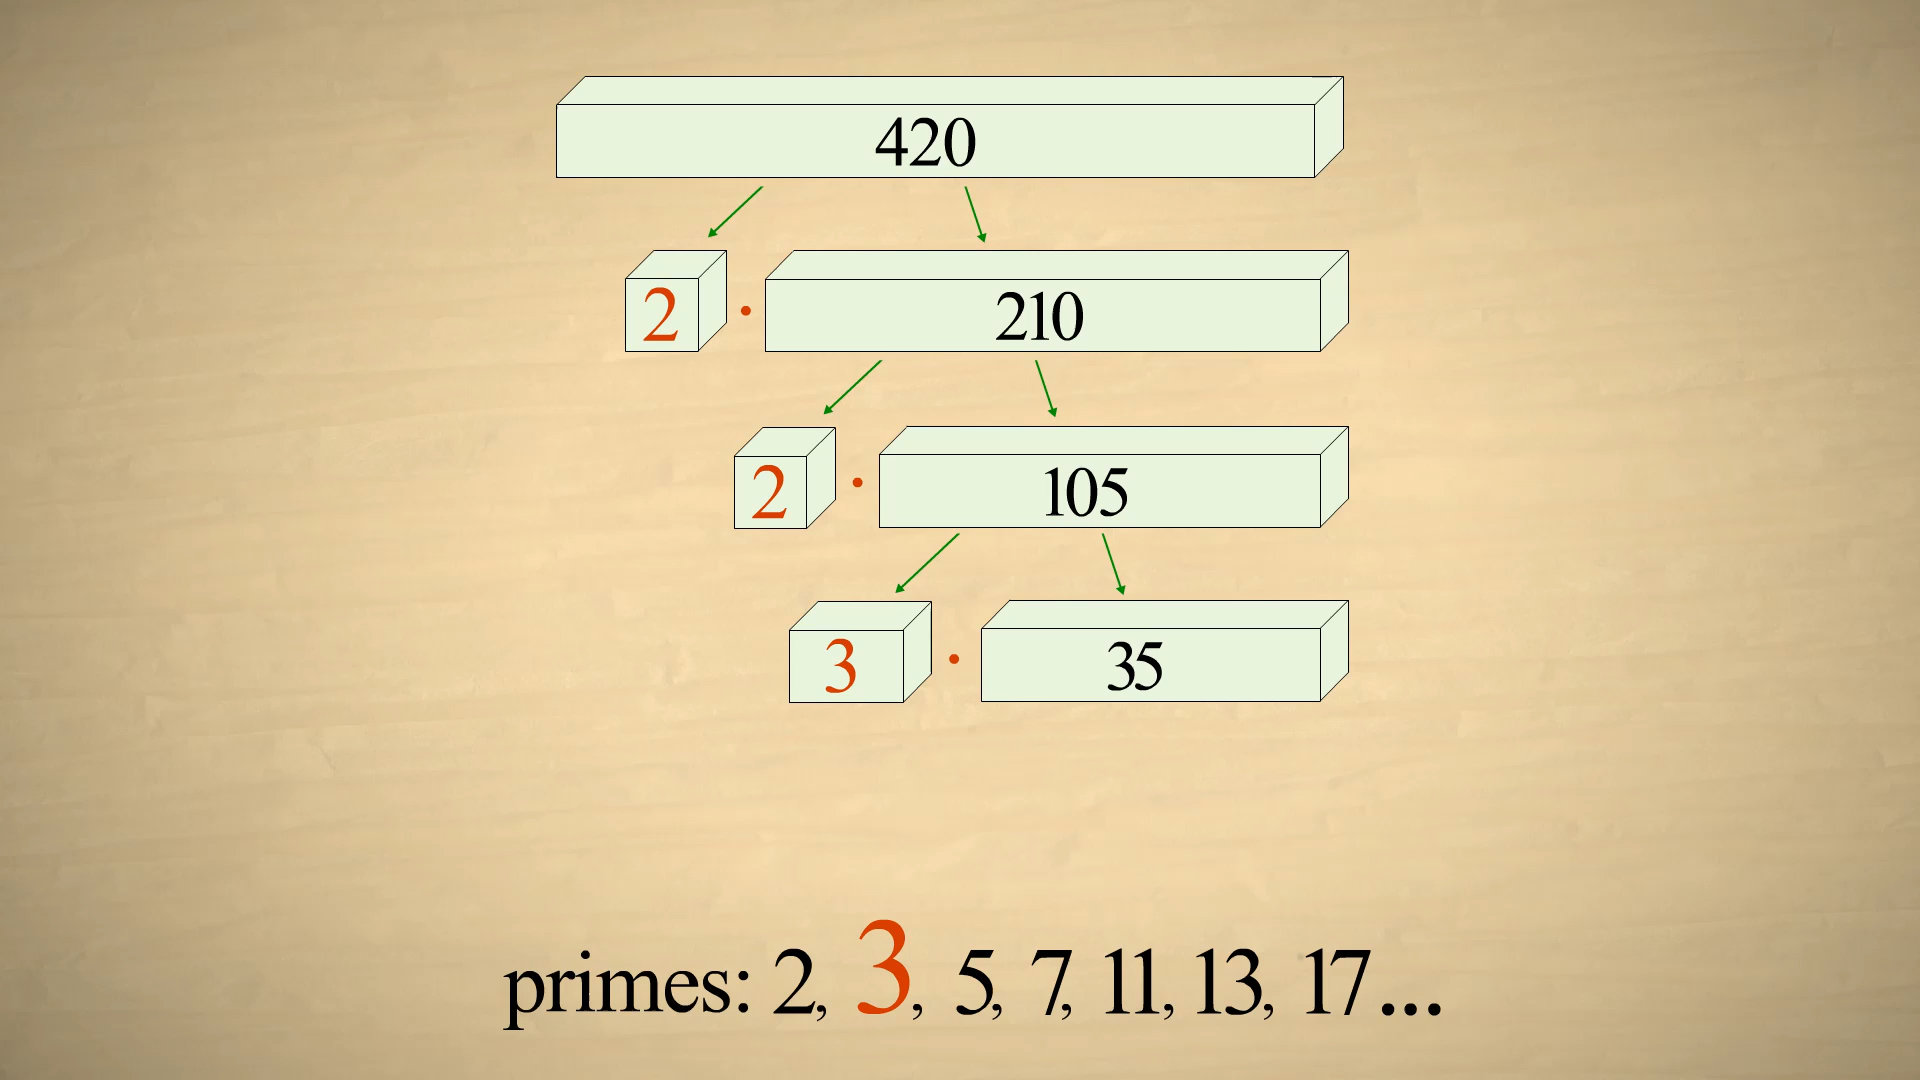 420
2 · 210
2 · 105
3 · 35
primes: 2, 3, 5, 7, 11, 13, 17...